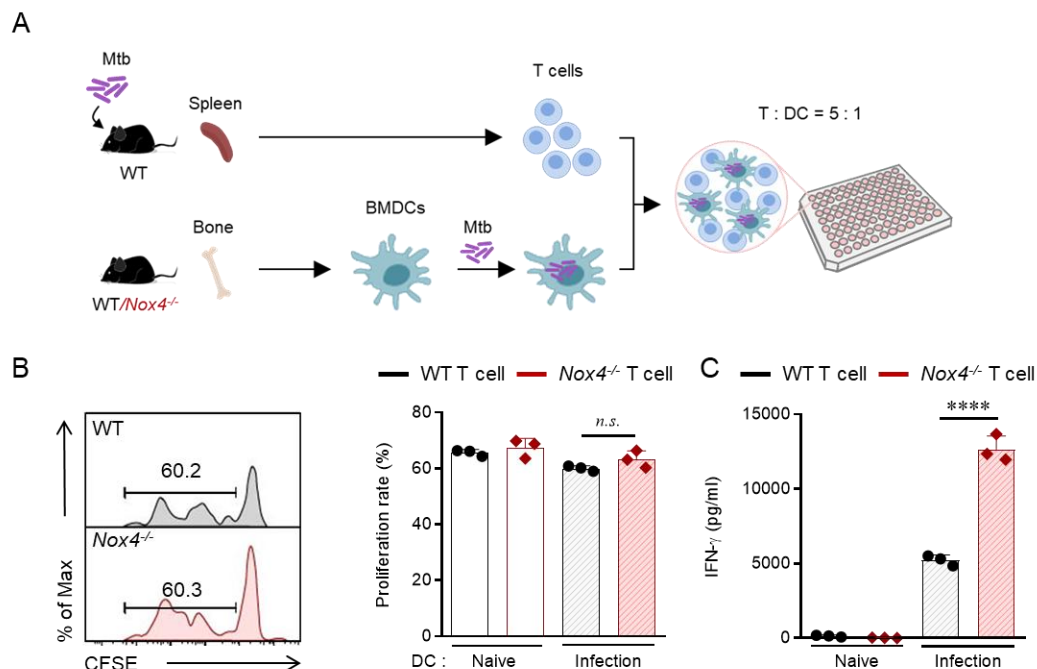 A
Mtb
Spleen
WT
T cells
T : DC = 5 : 1
Bone
WT/Nox4-/-
BMDCs
Mtb
B
WT
60.2
Nox4-/-
60.3
% of Max
CFSE
WT T cell Nox4-/- T cell
Proliferation rate (%)
80
60
40
20
0
n.s.
DC : Naive Infection
C
WT T cell Nox4-/- T cell
IFN-γ (pg/ml)
15000
10000
5000
0
****
Naive Infection